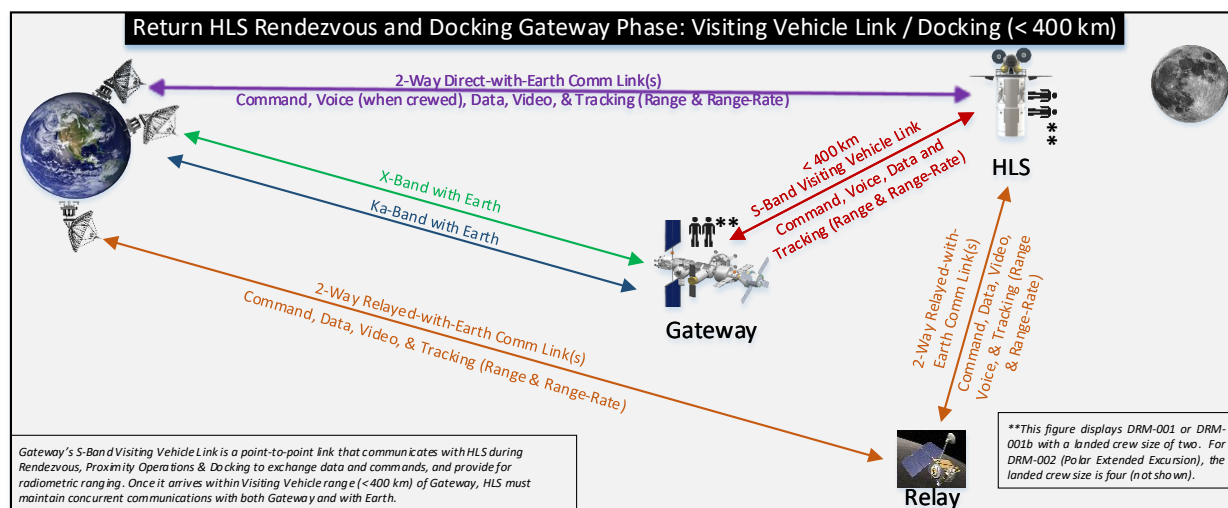 Return HLS Rendezvous and Docking Gateway Phase: Visiting Vehicle Link / Docking (< 400 km)
2-Way Direct-with-Earth Comm Link(s)
Command, Voice (when crewed), Data, Video, & Tracking (Range & Range-Rate)
X-Band with Earth
Ka-Band with Earth
< 400 km
S-Band Visiting Vehicle Link
Command, Voice, Data and
Tracking (Range & Range-Rate)
**
**
HLS
Gateway
2-Way Relayed-with-Earth Comm Link(s)
Command, Data, Video, & Tracking (Range & Range-Rate)
2-Way Relayed-with-
Earth Comm Link(s)
Command, Data, Video,
Voice, & Tracking (Range
& Range-Rate)
Relay
Gateway's S-Band Visiting Vehicle Link is a point-to-point link that communicates with HLS during
Rendezvous, Proximity Operations & Docking to exchange data and commands, and provide for
radiometric ranging. Once it arrives within Visiting Vehicle range (<400 km) of Gateway, HLS must
maintain concurrent communications with both Gateway and with Earth.
**This figure displays DRM-001 or DRM-
001b with a landed crew size of two. For
DRM-002 (Polar Extended Excursion), the
landed crew size is four (not shown).